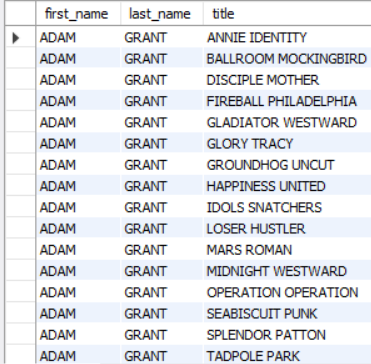 first_name last_name title
ADAM GRANT ANNIE IDENTITY
ADAM GRANT BALLROOM MOCKINGBIRD
ADAM GRANT DISCIPLE MOTHER
ADAM GRANT FIREBALL PHILADELPHIA
ADAM GRANT GLADIATOR WESTWARD
ADAM GRANT GLORY TRACY
ADAM GRANT GROUNDHOG UNCUT
ADAM GRANT HAPPINESS UNITED
ADAM GRANT IDOLS SNATCHERS
ADAM GRANT LOSER HUSTLER
ADAM GRANT MARS ROMAN
ADAM GRANT MIDNIGHT WESTWARD
ADAM GRANT OPERATION OPERATION
ADAM GRANT SEABISCUIT PUNK
ADAM GRANT SPLENDOR PATTON
ADAM GRANT TADPOLE PARK